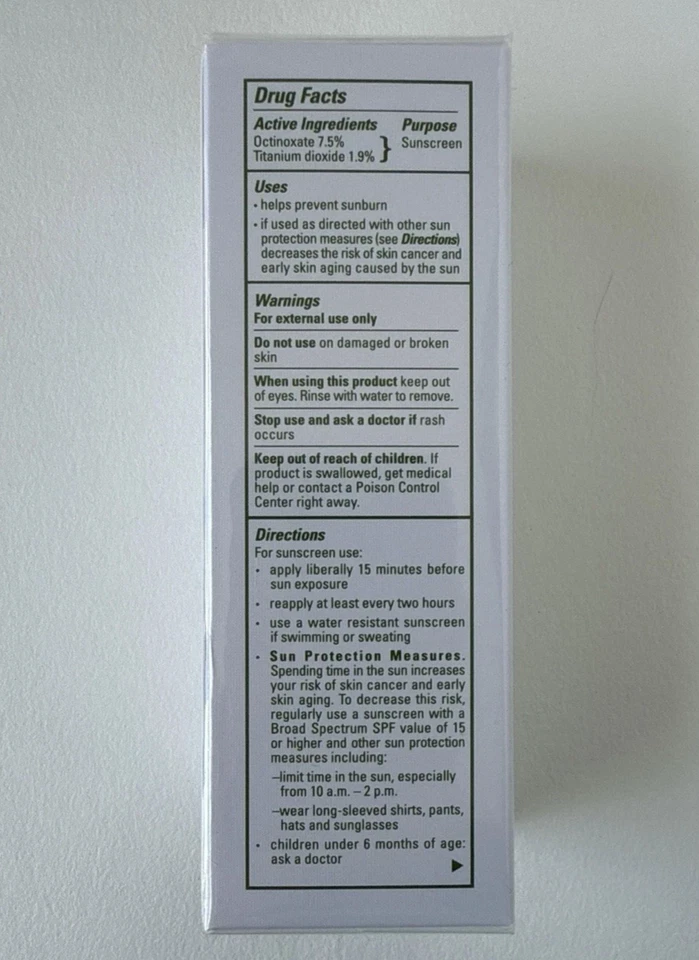 Drug Facts
Active Ingredients Purpose
Octinoxate 7.5%
Titanium dioxide 1.9% } Sunscreen
Uses
• helps prevent sunburn
• if used as directed with other sun
protection measures (see Directions)
decreases the risk of skin cancer and
early skin aging caused by the sun
Warnings
For external use only
Do not use on damaged or broken
skin
When using this product keep out
of eyes. Rinse with water to remove.
Stop use and ask a doctor if rash
occurs
Keep out of reach of children. If
product is swallowed, get medical
help or contact a Poison Control
Center right away.
Directions
For sunscreen use:
• apply liberally 15 minutes before
sun exposure
• reapply at least every two hours
• use a water resistant sunscreen
if swimming or sweating
• Sun Protection Measures.
Spending time in the sun increases
your risk of skin cancer and early
skin aging. To decrease this risk,
regularly use a sunscreen with a
Broad Spectrum SPF value of 15
or higher and other sun protection
measures including:
–limit time in the sun, especially
from 10 a.m. – 2 p.m.
–wear long-sleeved shirts, pants,
hats and sunglasses
• children under 6 months of age:
ask a doctor